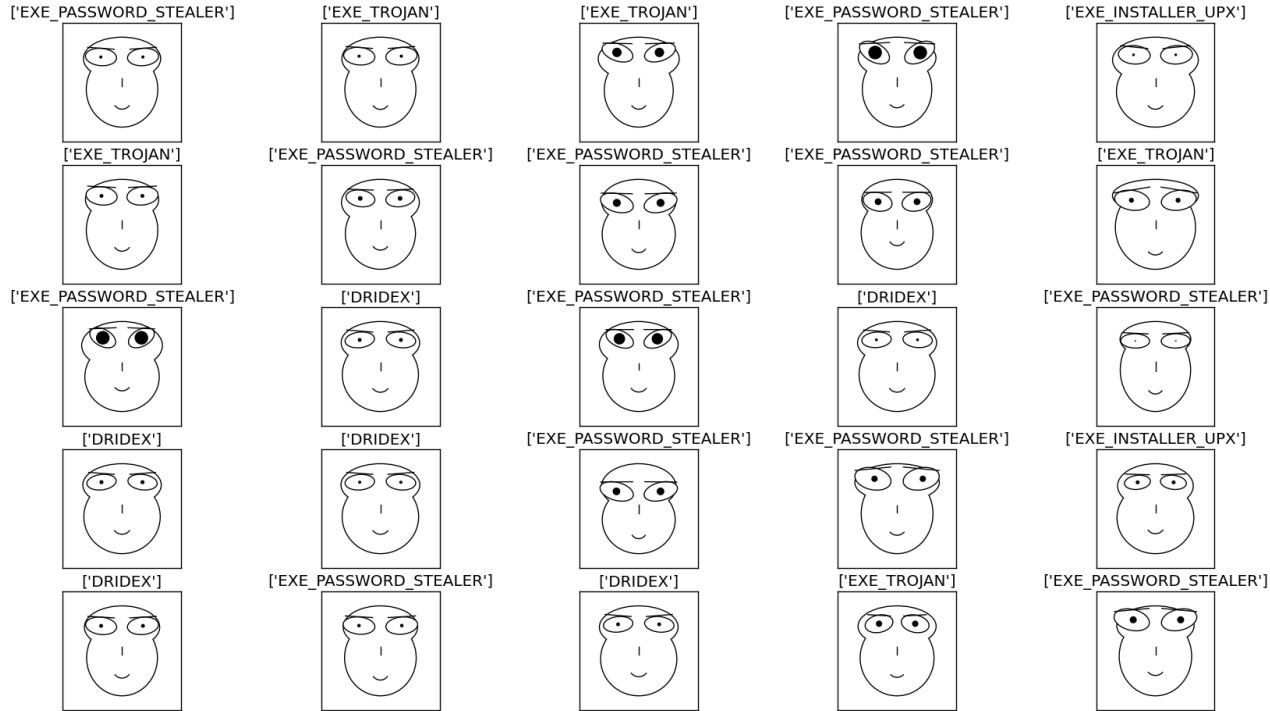 ['EXE_PASSWORD_STEALER'] ['EXE_TROJAN'] ['EXE_TROJAN'] ['EXE_PASSWORD_STEALER'] ['EXE_INSTALLER_UPX']
['EXE_TROJAN'] ['EXE_PASSWORD_STEALER'] ['EXE_PASSWORD_STEALER'] ['EXE_PASSWORD_STEALER'] ['EXE_TROJAN']
['EXE_PASSWORD_STEALER'] ['DRIDEX'] ['EXE_PASSWORD_STEALER'] ['DRIDEX'] ['EXE_PASSWORD_STEALER']
['DRIDEX'] ['DRIDEX'] ['EXE_PASSWORD_STEALER'] ['EXE_PASSWORD_STEALER'] ['EXE_INSTALLER_UPX']
['DRIDEX'] ['EXE_PASSWORD_STEALER'] ['DRIDEX'] ['EXE_TROJAN'] ['EXE_PASSWORD_STEALER']